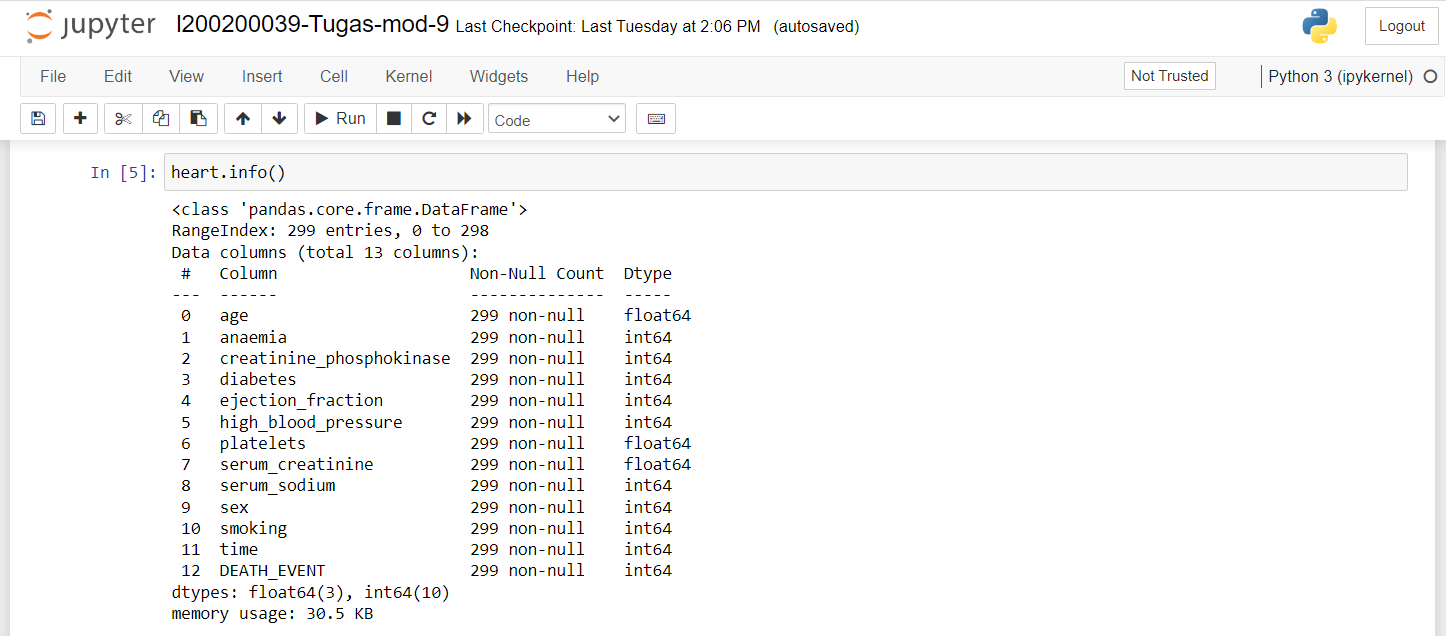 jupyter l200200039-Tugas-mod-9 Last Checkpoint: Last Tuesday at 2:06 PM (autosaved) Logout
File Edit View Insert Cell Kernel Widgets Help Not Trusted Python 3 (ipykernel)
Run Code
In [5]: heart.info()
<class 'pandas.core.frame.DataFrame'>
RangeIndex: 299 entries, 0 to 298
Data columns (total 13 columns):
 #   Column                    Non-Null Count  Dtype
---  ------                    --------------  -----
 0   age                       299 non-null    float64
 1   anaemia                   299 non-null    int64
 2   creatinine_phosphokinase  299 non-null    int64
 3   diabetes                  299 non-null    int64
 4   ejection_fraction         299 non-null    int64
 5   high_blood_pressure       299 non-null    int64
 6   platelets                 299 non-null    float64
 7   serum_creatinine          299 non-null    float64
 8   serum_sodium              299 non-null    int64
 9   sex                       299 non-null    int64
 10  smoking                   299 non-null    int64
 11  time                      299 non-null    int64
 12  DEATH_EVENT               299 non-null    int64
dtypes: float64(3), int64(10)
memory usage: 30.5 KB